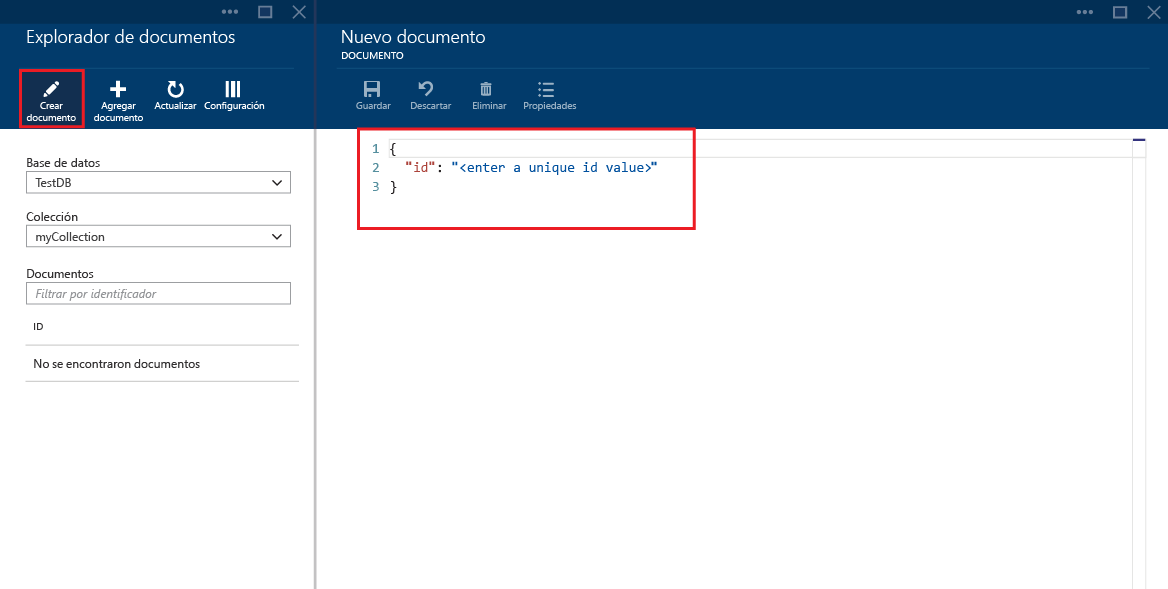 Explorador de documentos
Crear
documento
Agregar
documento
Actualizar
Configuración
Base de datos
TestDB
Colección
myCollection
Documentos
Filtrar por identificador
ID
No se encontraron documentos
Nuevo documento
DOCUMENTO
Guardar
Descartar
Eliminar
Propiedades
1 {
2 "id": "<enter a unique id value>"
3 }